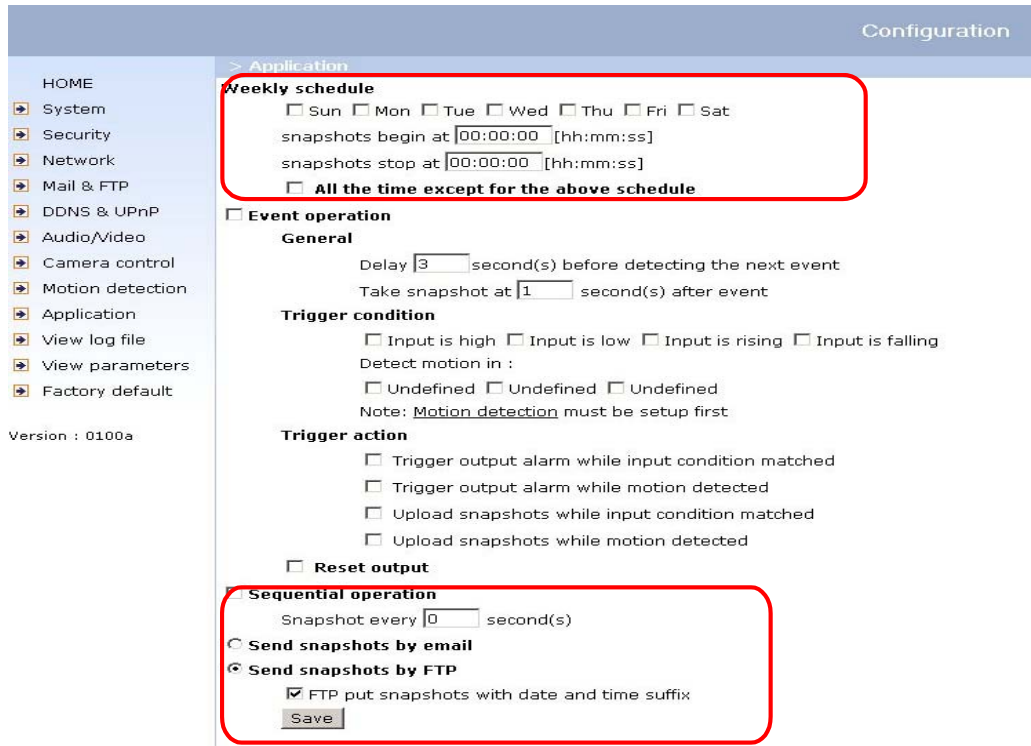 Configuration
> Application
HOME
System
Security
Network
Mail & FTP
DDNS & UPnP
Audio/Video
Camera control
Motion detection
Application
View log file
View parameters
Factory default
Version : 0100a
Weekly schedule
Sun Mon Tue Wed Thu Fri Sat
snapshots begin at 00:00:00 [hh:mm:ss]
snapshots stop at 00:00:00 [hh:mm:ss]
All the time except for the above schedule
Event operation
General
Delay 3 second(s) before detecting the next event
Take snapshot at 1 second(s) after event
Trigger condition
Input is high Input is low Input is rising Input is falling
Detect motion in :
Undefined Undefined Undefined
Note: Motion detection must be setup first
Trigger action
Trigger output alarm while input condition matched
Trigger output alarm while motion detected
Upload snapshots while input condition matched
Upload snapshots while motion detected
Reset output
Sequential operation
Snapshot every 0 second(s)
Send snapshots by email
Send snapshots by FTP
FTP put snapshots with date and time suffix
Save